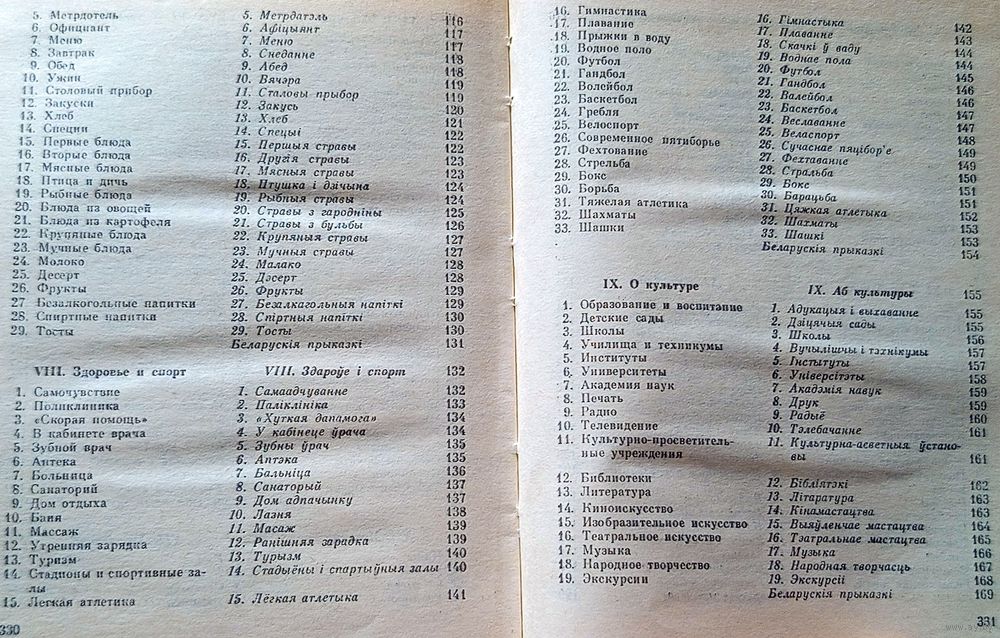 5. Метрдотель 5. Метрдатэль 116
6. Официант 6. Афіцыянт 117
7. Меню 7. Меню 117
8. Завтрак 8. Снеданне 118
9. Обед 9. Абед 118
10. Ужин 10. Вячэра 119
11. Столовый прибор 11. Сталовы прыбор 119
12. Закуски 12. Закусь 120
13. Хлеб 13. Хлеб 121
14. Специи 14. Спецыі 122
15. Первые блюда 15. Першыя стравы 122
16. Вторые блюда 16. Другія стравы 123
17. Мясные блюда 17. Мясныя стравы 123
18. Птица и дичь 18. Птушка і дзічына 124
19. Рыбные блюда 19. Рыбныя стравы 124
20. Блюда из овощей 20. Стравы з гародніны 125
21. Блюда из картофеля 21. Стравы з бульбы 126
22. Крупяные блюда 22. Крупяныя стравы 127
23. Мучные блюда 23. Мучныя стравы 127
24. Молоко 24. Малако 128
25. Десерт 25. Дэсерт 128
26. Фрукты 26. Фрукты 129
27 Безалкогольные напитки 27. Безалкагольныя напіткі 129
28. Спиртные напитки 28. Спіртныя напіткі 130
29. Тосты 29. Тосты 130
Беларускія прыказкі 131
VIII. Здоровье и спорт VIII. Здароўе і спорт 132
1. Самочувствие 1. Самаадчуванне 132
2. Поликлиника 2. Паліклініка 133
3. «Скорая помощь» 3. «Хуткая дапамога» 134
4. В кабинете врача 4. У кабінеце ўрача 134
5. Зубной врач 5. Зубны ўрач 135
6. Аптека 6. Аптэка 135
7. Больница 7. Бальніца 136
8. Санаторий 8. Санаторый 137
9. Дом отдыха 9. Дом адпачынку 137
10. Баня 10. Лазня 138
11. Массаж 11. Масаж 139
12. Утренняя зарядка 12. Ранішняя зарадка 139
13. Туризм 13. Турызм 140
14. Стадионы и спортивные за- 14. Стадыёны і спартыўныя залы 140
лы
15. Легкая атлетика 15. Лёгкая атлетыка 141
330
16. Гимнастика 16. Гімнастыка 142
17. Плавание 17. Плаванне 143
18. Прыжки в воду 18. Скачкі ў ваду 144
19. Водное поло 19. Воднае пола 144
20. Футбол 20. Футбол 145
21. Гандбол 21. Гандбол 146
22. Волейбол 22. Валейбол 146
23. Баскетбол 23. Баскетбол 147
24. Гребля 24. Веславанне 147
25. Велоспорт 25. Веласпорт 148
26. Современное пятиборье 26. Сучаснае пяцібор'е 149
27. Фехтование 27. Фехтаванне 149
28. Стрельба 28. Стральба 150
29. Бокс 29. Бокс 151
30. Борьба 30. Барацьба 151
31. Тяжелая атлетика 31. Цяжкая атлетыка 152
32. Шахматы 32. Шахматы 153
33. Шашки 33. Шашкі 153
Беларускія прыказкі 154
IX. О культуре IX. Аб культуры 155
1. Образование и воспитание 1. Адукацыя і выхаванне 155
2. Детские сады 2. Дзіцячыя сады 155
3. Школы 3. Школы 156
4. Училища и техникумы 4. Вучылішчы і тэхнікумы 157
5. Институты 5. Інстытуты 157
6. Университеты 6. Універсітэты 158
7. Академия наук 7. Акадэмія навук 158
8. Печать 8. Друк 159
9. Радио 9. Радыё 160
10. Телевидение 10. Тэлебачанне 161
11. Культурно-просветитель- 11. Культурна-асветныя ўстано-
ные учреждения вы 161
12. Библиотеки 12. Бібліятэкі 162
13. Литература 13. Літаратура 163
14. Киноискусство 14. Кінамастацтва 163
15. Изобразительное искусство 15. Выяўленчае мастацтва 164
16. Театральное искусство 16. Тэатральнае мастацтва 165
17. Музыка 17. Музыка 166
18. Народное творчество 18. Народная творчасць 167
19. Экскурсии 19. Экскурсіі 168
Беларускія прыказкі 169
331